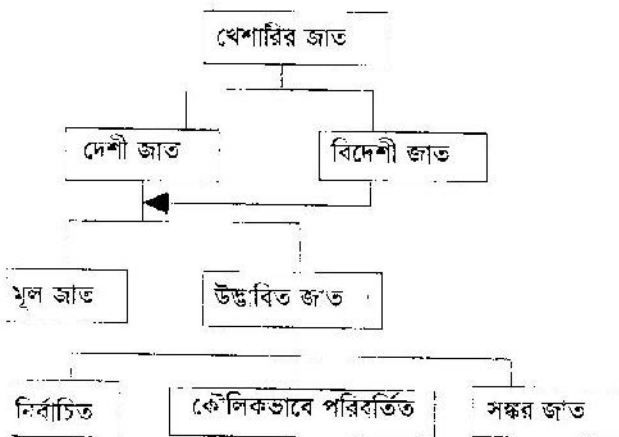 খেশারির জাত
দেশী জাত
বিদেশী জাত
মূল জাত
উদ্ভাবিত জাত
নির্বাচিত
কৌলিকভাবে পরিবর্তিত
সঙ্কর জাত